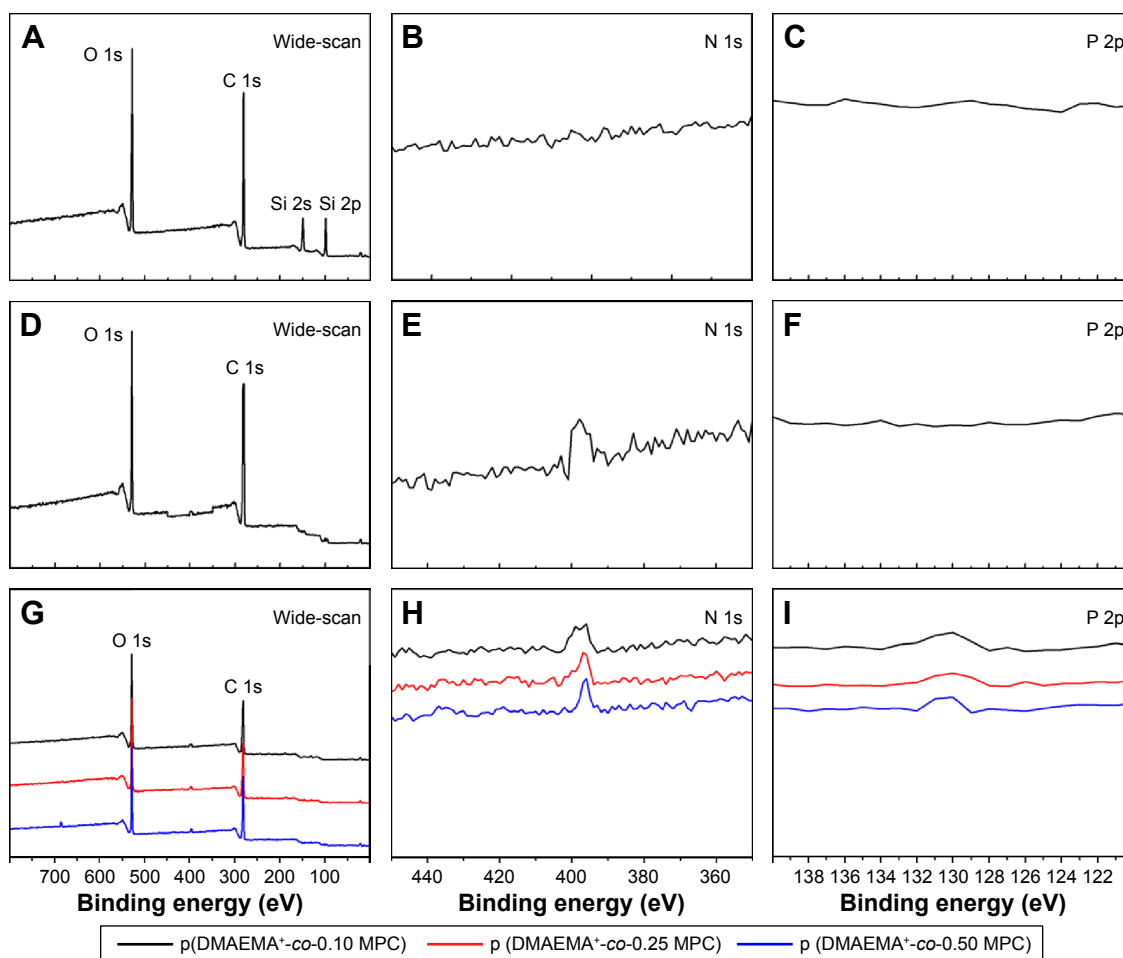 A
Wide-scan
O 1s
C 1s
Si 2s
Si 2p
B
N 1s
C
P 2p
D
Wide-scan
O 1s
C 1s
E
N 1s
F
P 2p
G
Wide-scan
O 1s
C 1s
H
N 1s
I
P 2p
700 600 500 400 300 200 100
440 420 400 380 360
138 136 134 132 130 128 126 124 122
Binding energy (eV)
Binding energy (eV)
Binding energy (eV)
p(DMAEMA⁺-co-0.10 MPC)
p (DMAEMA⁺-co-0.25 MPC)
p (DMAEMA⁺-co-0.50 MPC)